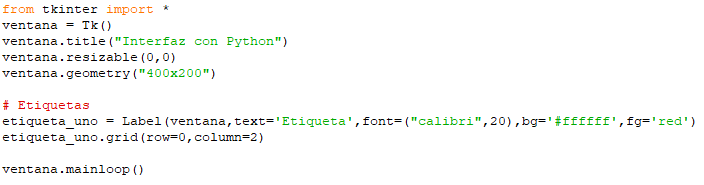 from tkinter import *
ventana = Tk()
ventana.title("Interfaz con Python")
ventana.resizable(0,0)
ventana.geometry("400x200")
# Etiquetas
etiqueta_uno = Label(ventana,text='Etiqueta',font=("calibri",20),bg='#ffffff',fg='red')
etiqueta_uno.grid(row=0,column=2)
ventana.mainloop()